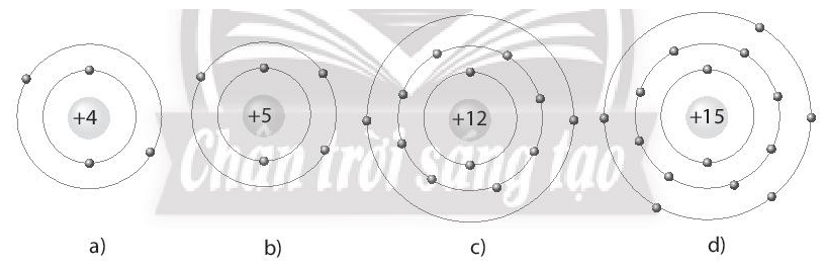 +4 +5 +12 +15
Chân trời sáng tạo
a) b) c) d)